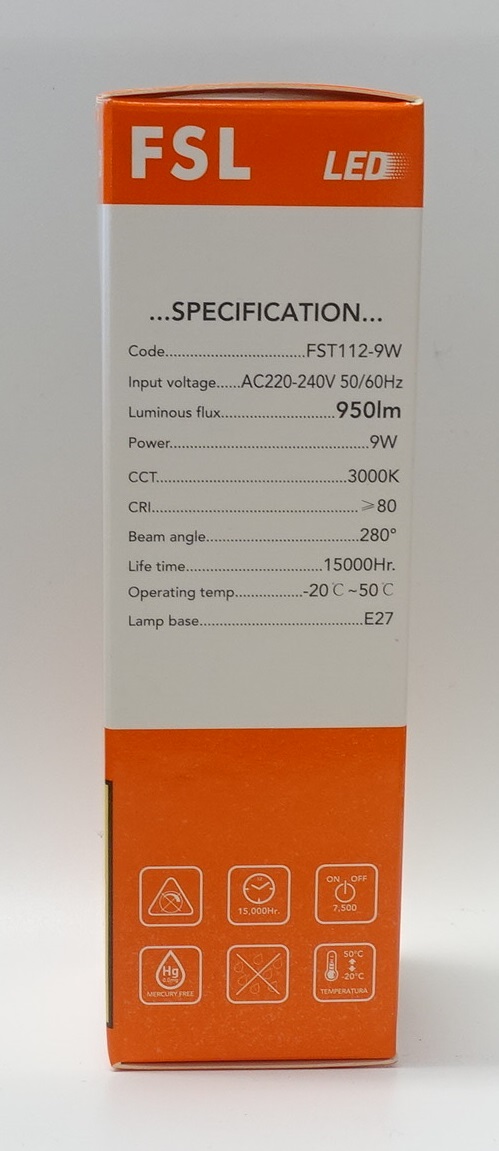 FSL LED
...SPECIFICATION...
Code..............................FST112-9W
Input voltage......AC220-240V 50/60Hz
Luminous flux.........................950lm
Power...........................................9W
CCT.........................................3000K
CRI.............................................≥80
Beam angle.................................280°
Life time..............................15000Hr.
Operating temp.................-20℃~50℃
Lamp base....................................E27
15,000Hr.
ON OFF
7,500
Hg
MERCURY FREE
50°C
-20°C
TEMPERATURA